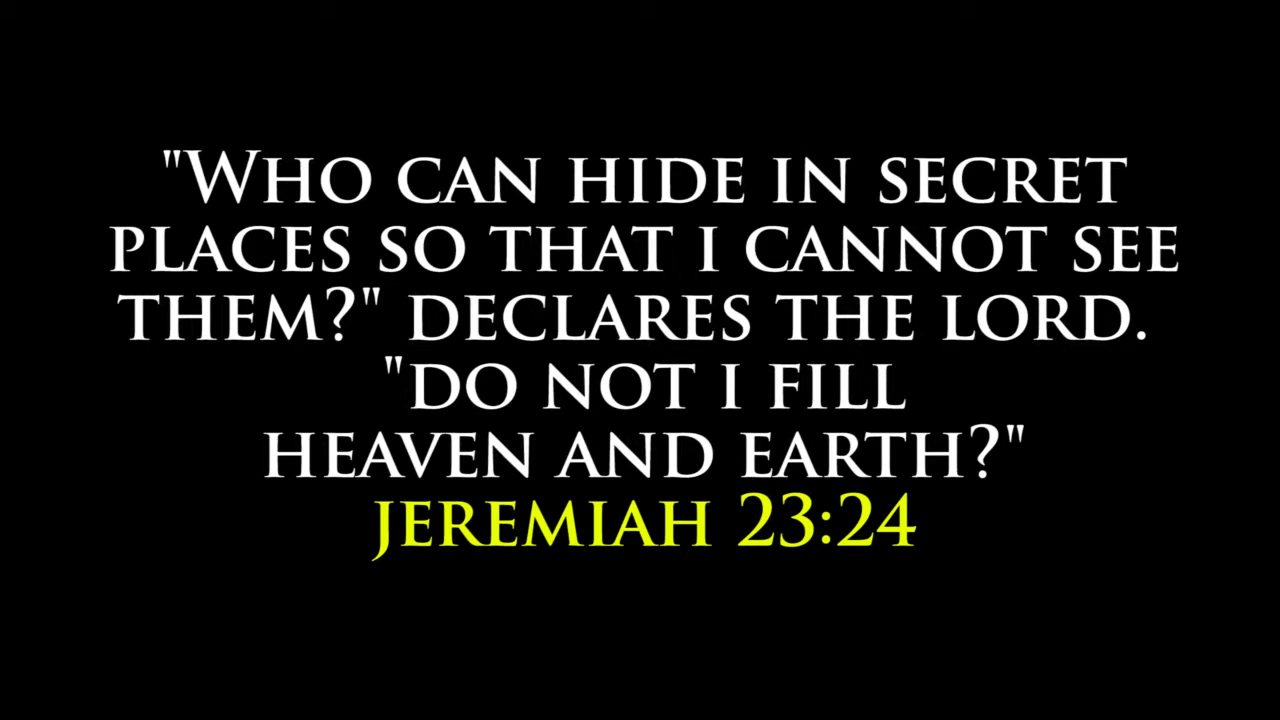 "WHO CAN HIDE IN SECRET
PLACES SO THAT I CANNOT SEE
THEM?" DECLARES THE LORD.
"DO NOT I FILL
HEAVEN AND EARTH?"
JEREMIAH 23:24